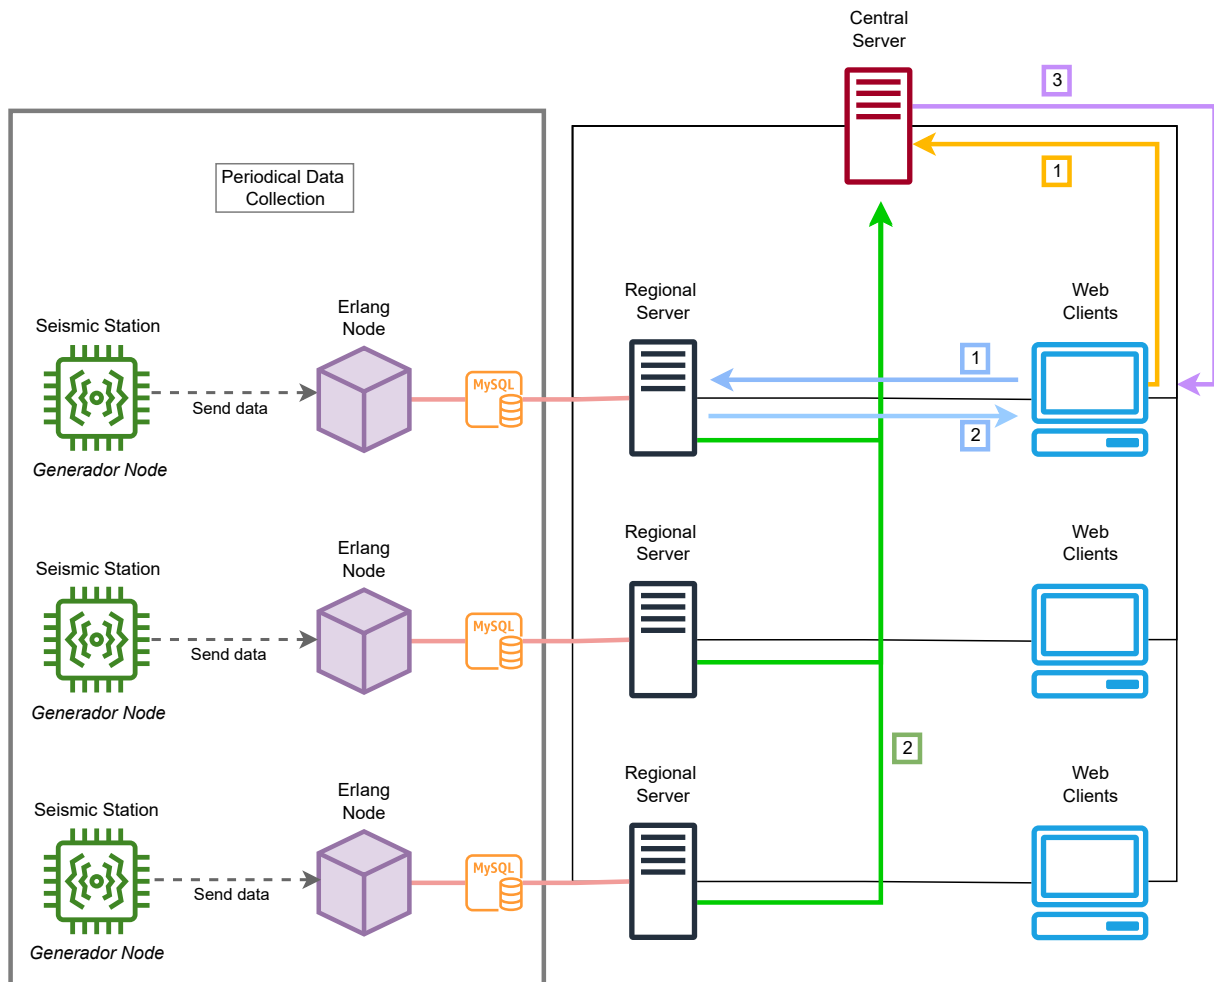 Central
Server
3
1
Periodical Data
Collection
Seismic Station
Generador Node
Send data
Erlang
Node
MySQL
Regional
Server
1
2
Web
Clients
Seismic Station
Generador Node
Send data
Erlang
Node
MySQL
Regional
Server
Web
Clients
2
Seismic Station
Generador Node
Send data
Erlang
Node
MySQL
Regional
Server
Web
Clients